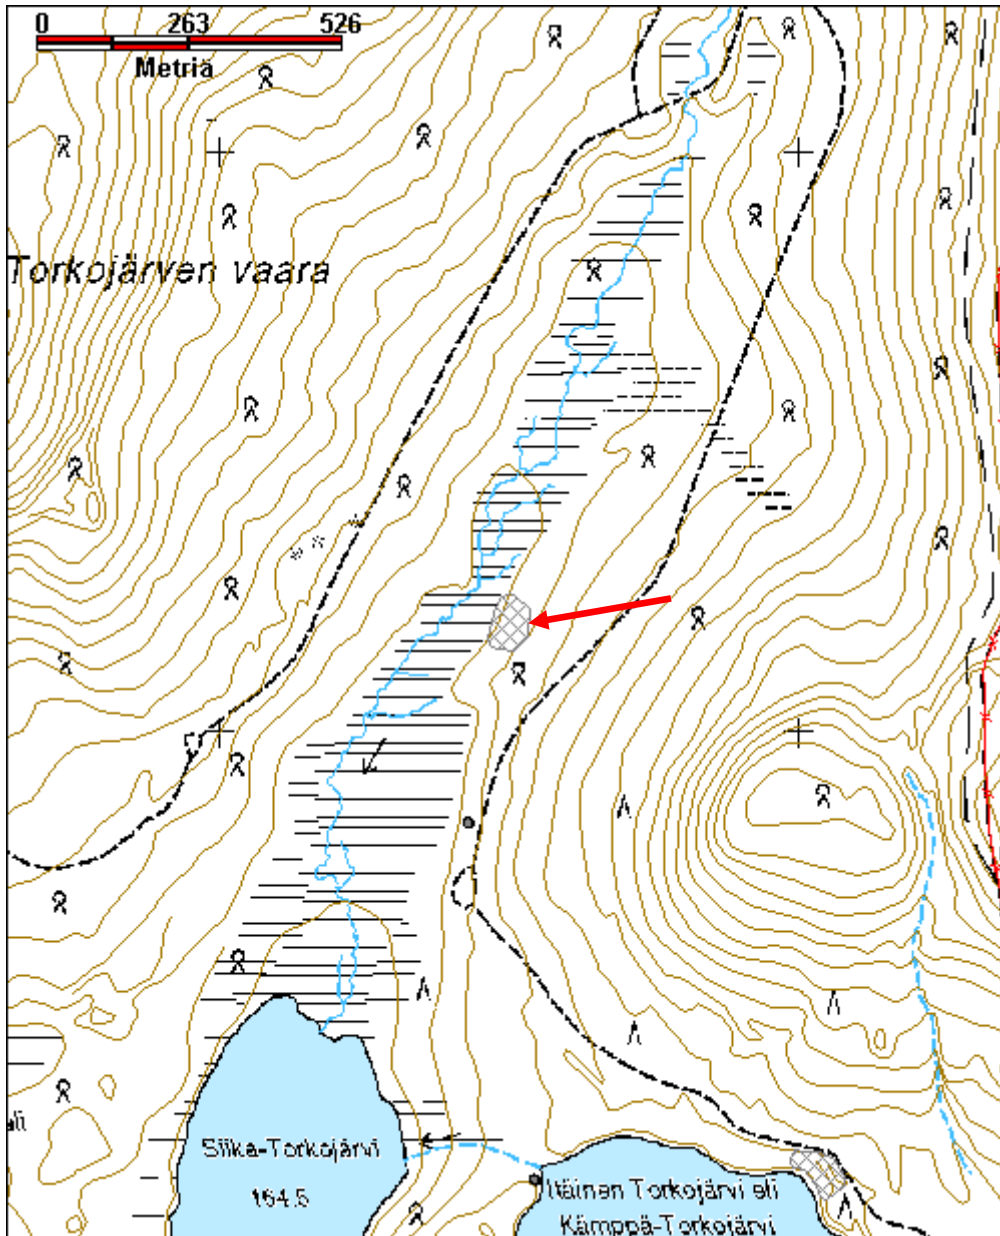 0 263 526
Metriä
Torkojärven vaara
Siika-Torkojärvi
164.5
Itäinen Torkojärvi eli
Kämppä-Torkojärvi